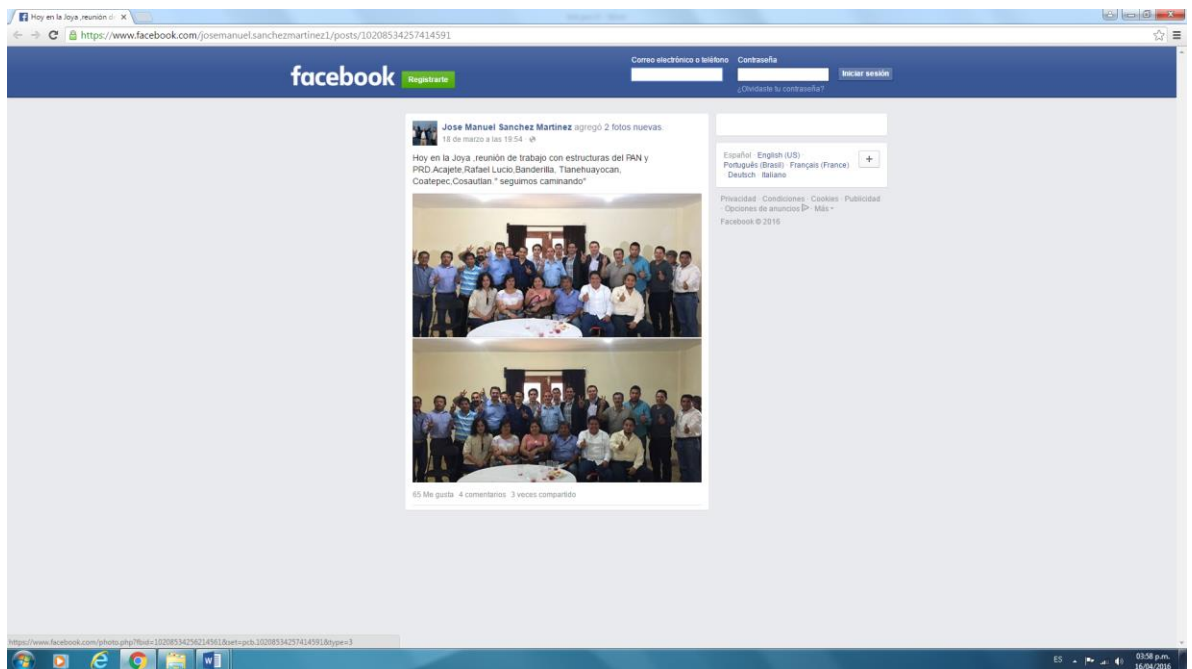 Hoy en la Joya ,reunión d
https://www.facebook.com/josemanuel.sanchezmartinez1/posts/10208534257414591
facebook
Registrarte
Correo electrónico o teléfono
Contraseña
Iniciar sesión
¿Olvidaste tu contraseña?
Jose Manuel Sanchez Martinez agregó 2 fotos nuevas.
18 de marzo a las 19:54 ·
Hoy en la Joya ,reunión de trabajo con estructuras del PAN y
PRD.Acajete,Rafael Lucio,Banderilla, Tlanehuayocan,
Coatepec,Cosautlan." seguimos caminando"
65 Me gusta 4 comentarios 3 veces compartido
Español · English (US) ·
Português (Brasil) · Français (France)
· Deutsch · Italiano
+
Privacidad · Condiciones · Cookies · Publicidad
· Opciones de anuncios · Más
Facebook © 2016
https://www.facebook.com/photo.php?fbid=10208534256214561&set=pcb.10208534257414591&type=3
ES
03:58 p.m.
16/04/2016